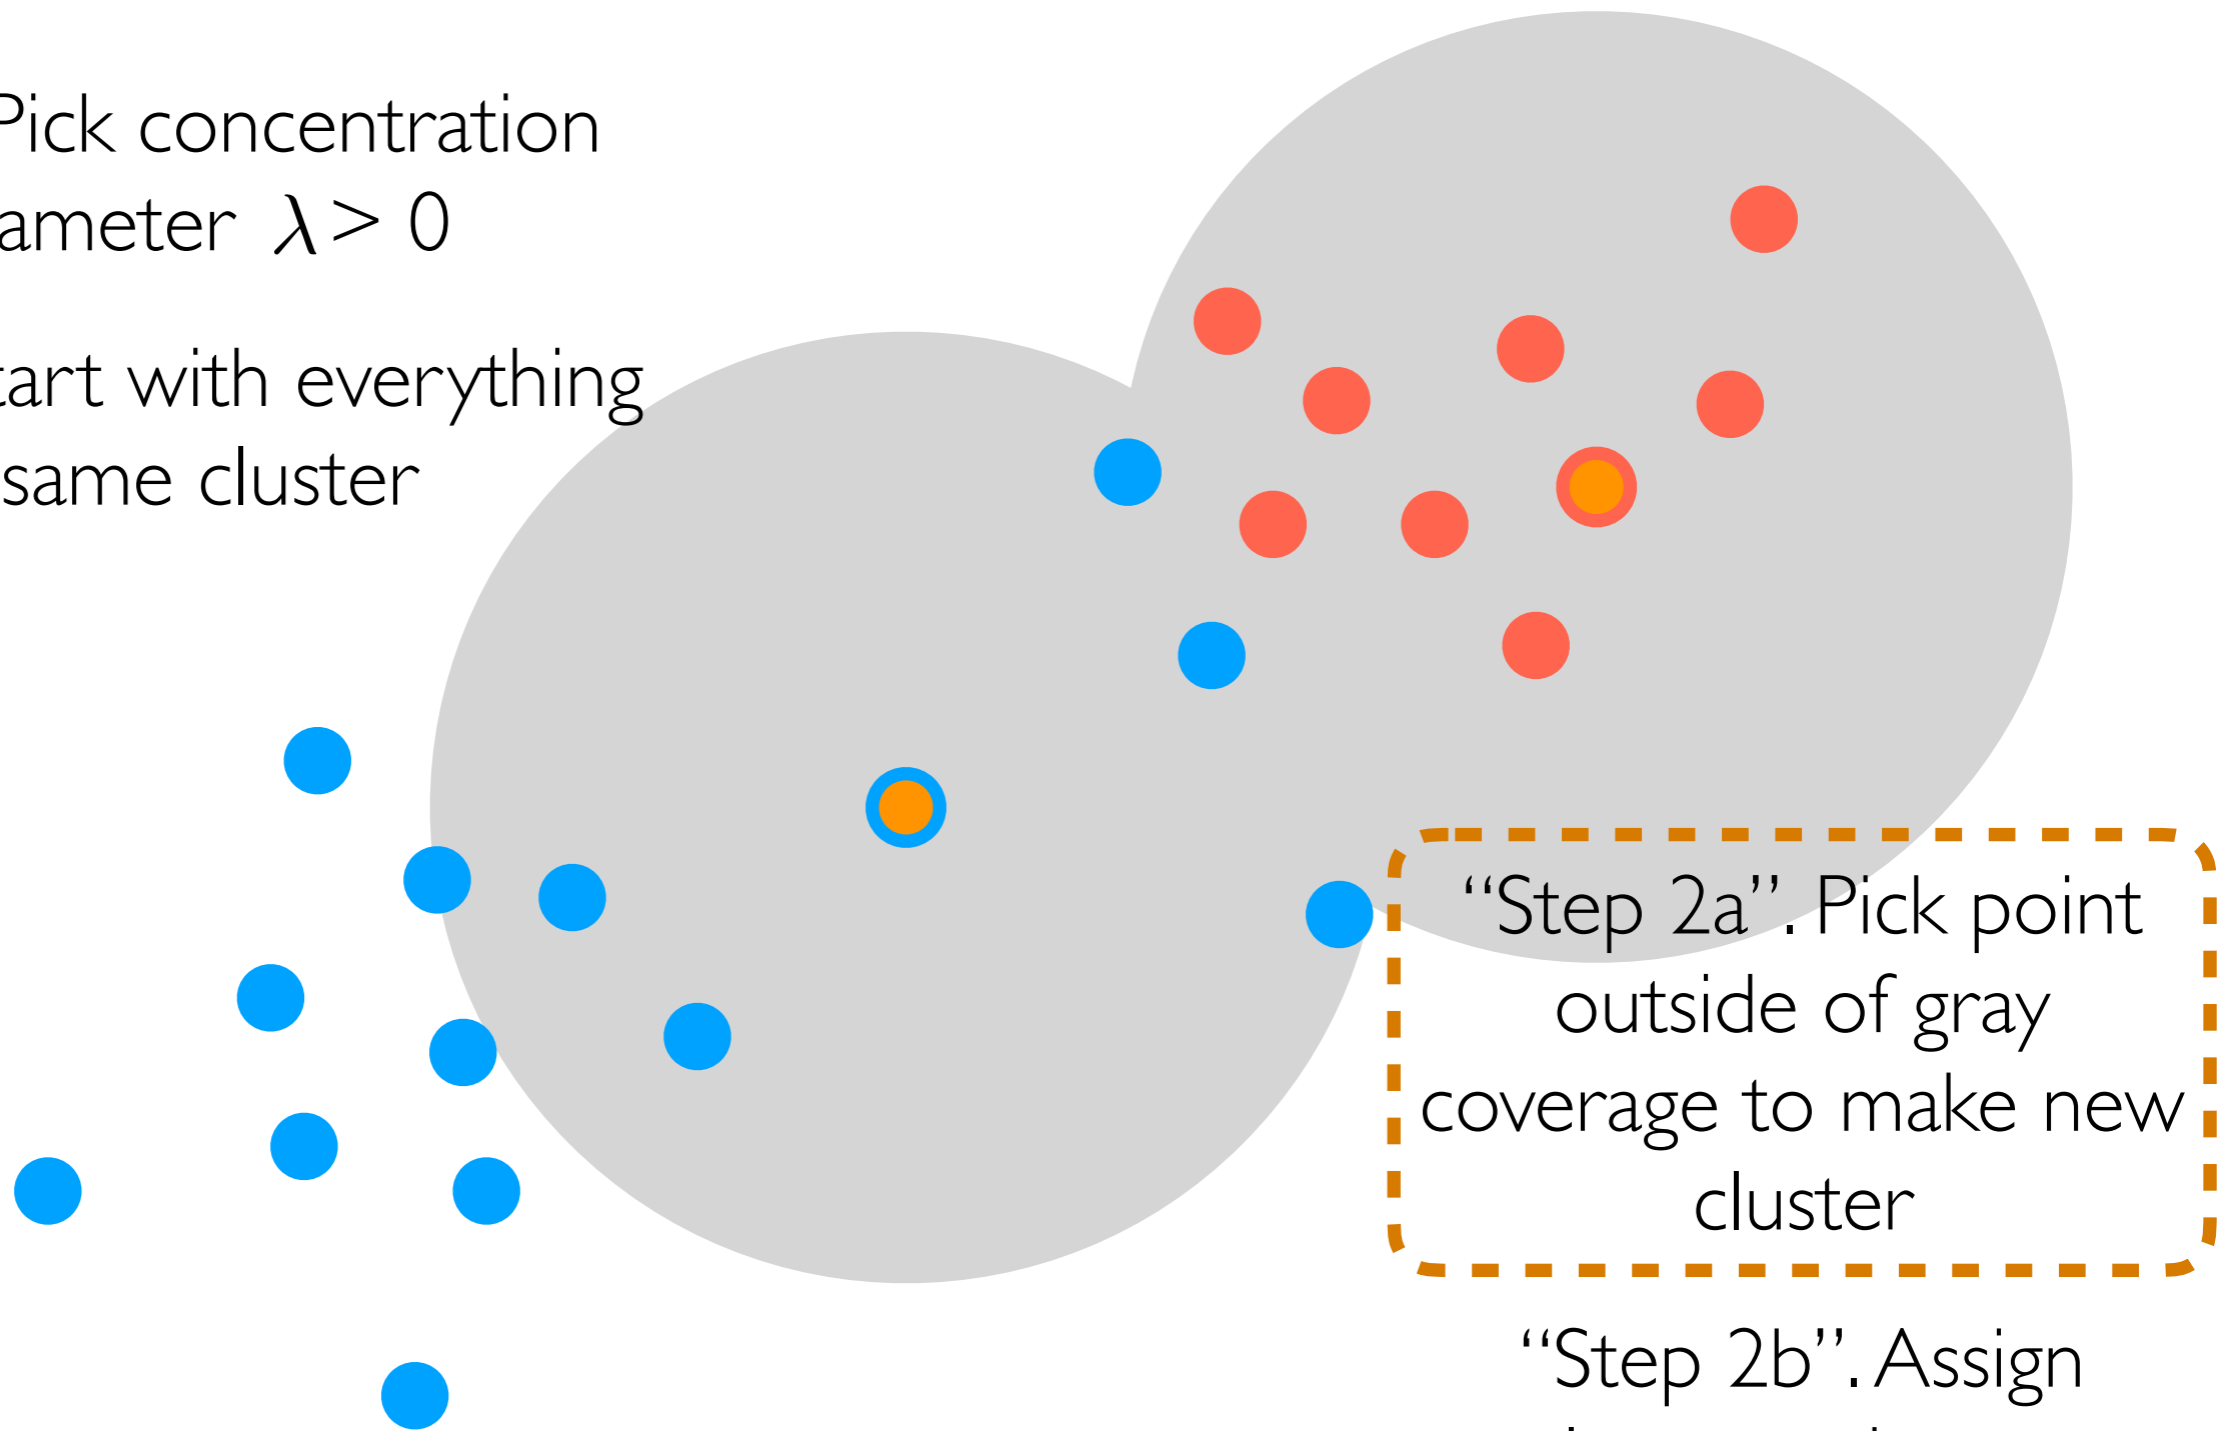 Pick concentration
ameter λ > 0
tart with everything
same cluster
“Step 2a”. Pick point
outside of gray
coverage to make new
cluster
“Step 2b”. Assign